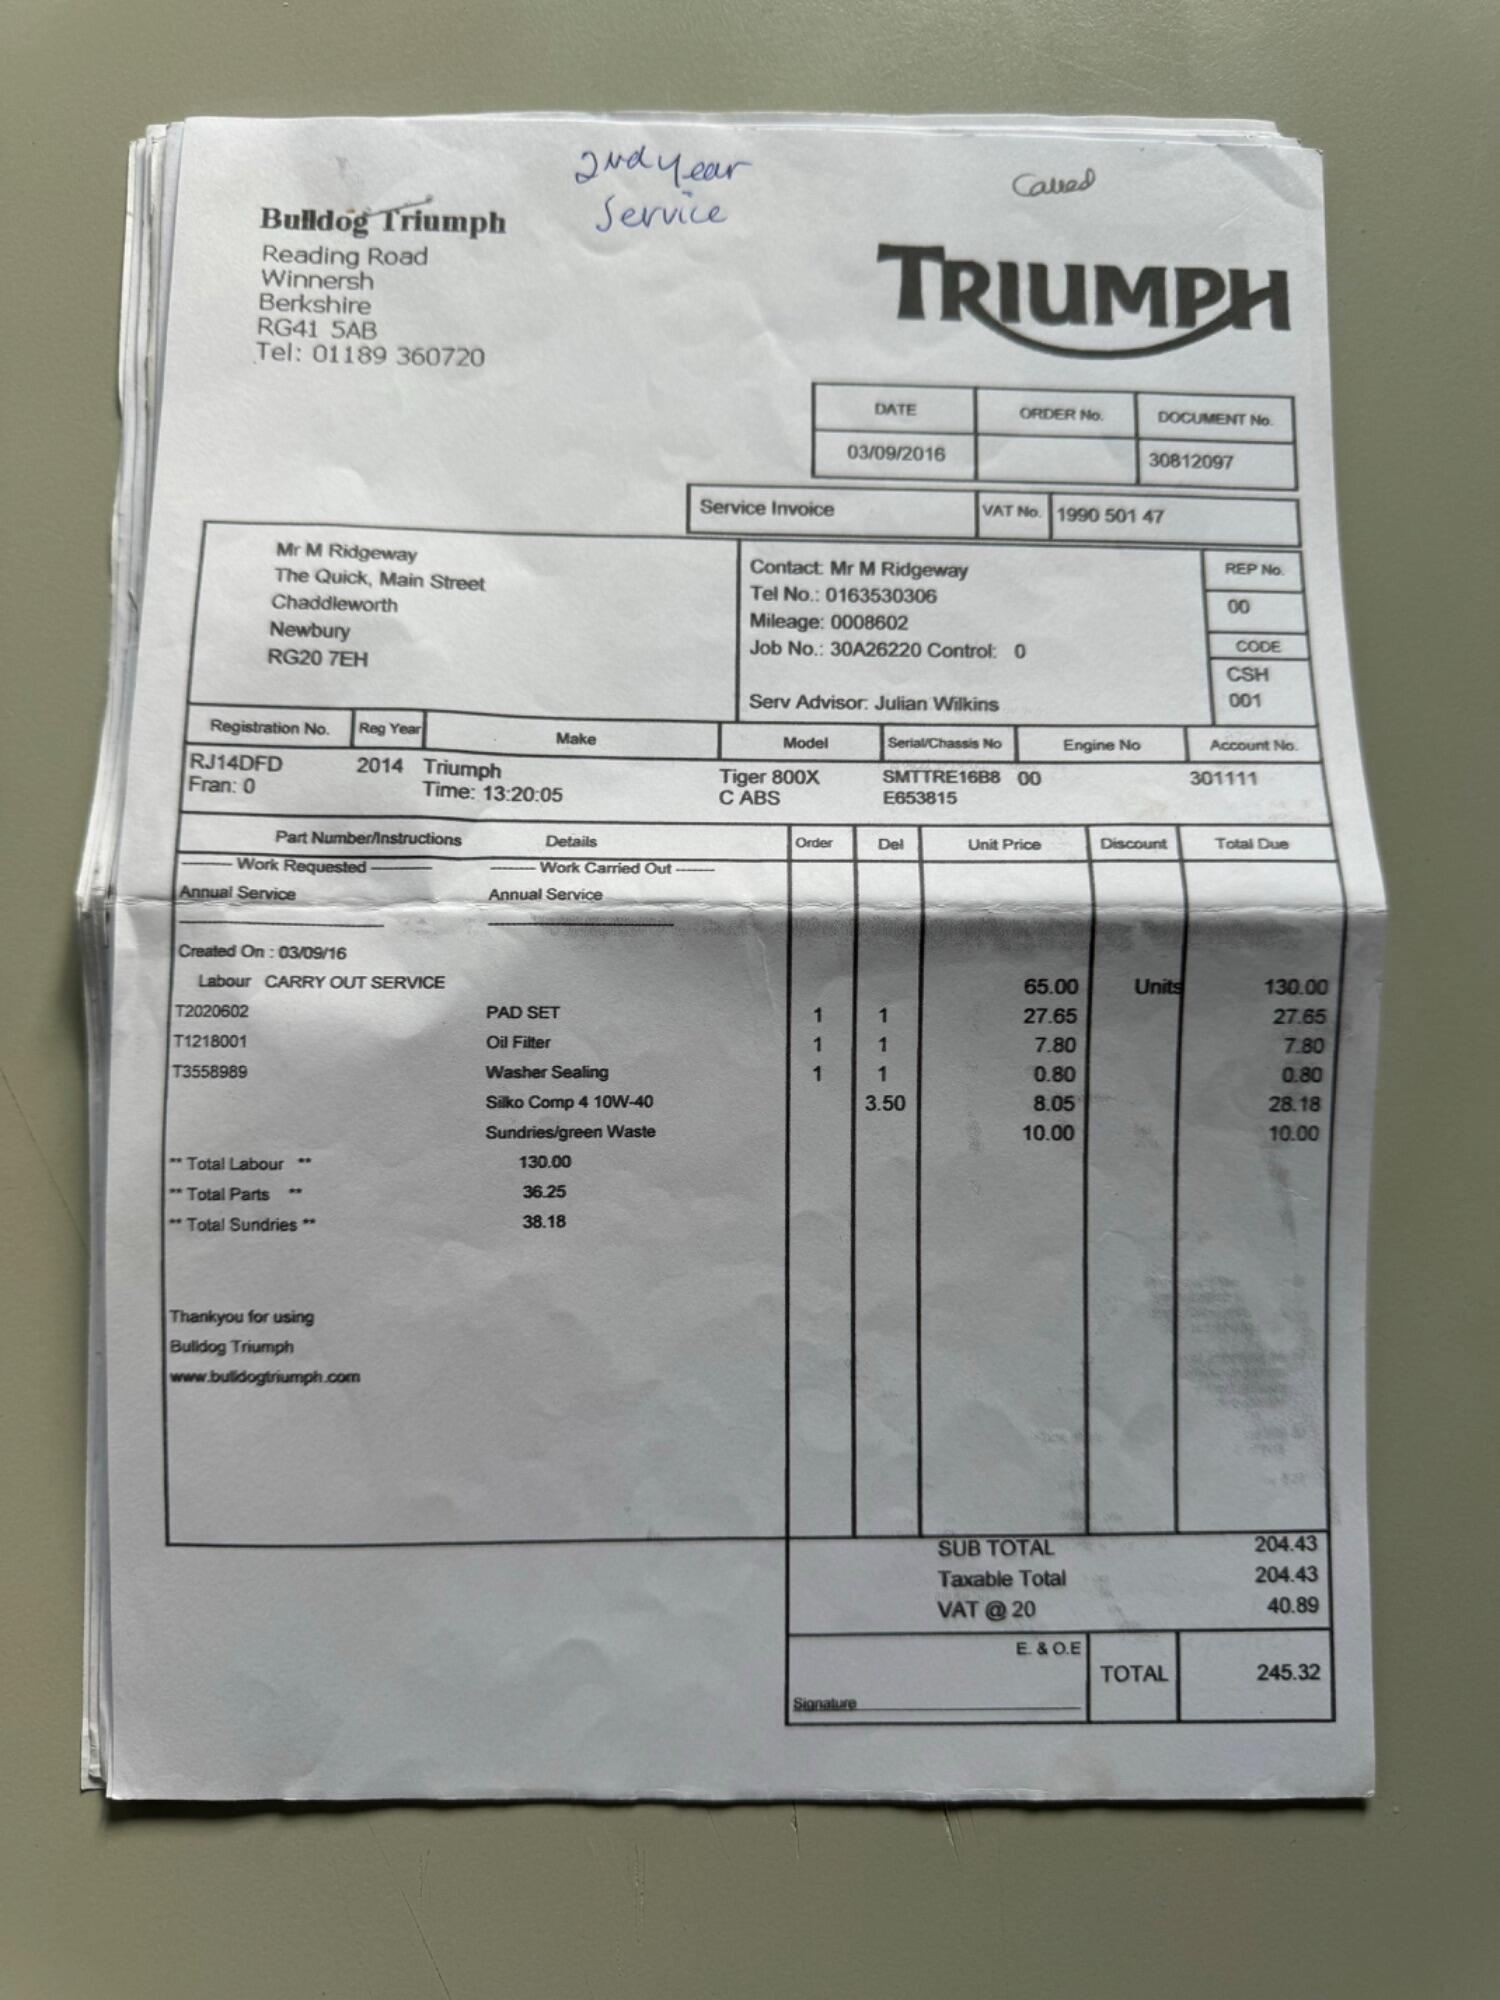 2nd year
Service
Called
Bulldog Triumph
Reading Road
Winnersh
Berkshire
RG41 5AB
Tel: 01189 360720
TRIUMPH
DATE ORDER No. DOCUMENT No.
03/09/2016 30812097
Service Invoice VAT No. 1990 501 47
Mr M Ridgeway
The Quick, Main Street
Chaddleworth
Newbury
RG20 7EH
Contact: Mr M Ridgeway
Tel No.: 0163530306
Mileage: 0008602
Job No.: 30A26220 Control: 0
Serv Advisor: Julian Wilkins
REP No.
00
CODE
CSH
001
Registration No. Reg Year Make Model Serial/Chassis No Engine No Account No.
RJ14DFD 2014 Triumph Tiger 800X SMTTRE16B8 00 301111
Fran: 0 Time: 13:20:05 C ABS E653815
Part Number/Instructions Details Order Del Unit Price Discount Total Due
------ Work Requested ------ ------ Work Carried Out ------
Annual Service Annual Service
Created On : 03/09/16
Labour CARRY OUT SERVICE 65.00 Units 130.00
T2020602 PAD SET 1 1 27.65 27.65
T1218001 Oil Filter 1 1 7.80 7.80
T3558989 Washer Sealing 1 1 0.80 0.80
Silko Comp 4 10W-40 3.50 8.05 28.18
Sundries/green Waste 10.00 10.00
** Total Labour ** 130.00
** Total Parts ** 36.25
** Total Sundries ** 38.18
Thankyou for using
Bulldog Triumph
www.bulldogtriumph.com
SUB TOTAL 204.43
Taxable Total 204.43
VAT @ 20 40.89
E. & O.E
TOTAL 245.32
Signature